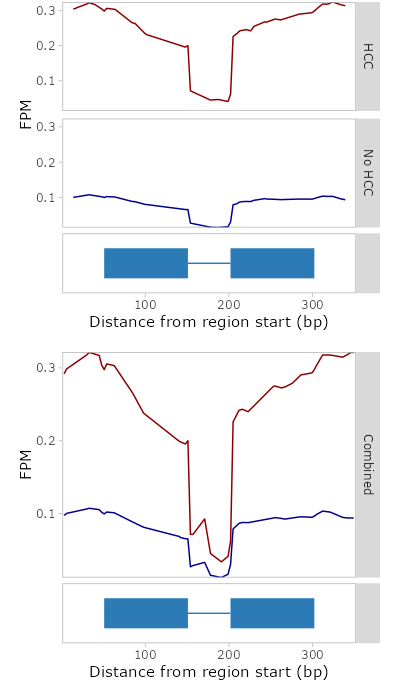 0.3
0.2
0.1
HCC
FPM
0.3
0.2
0.1
No HCC
100
200
300
Distance from region start (bp)
0.3
0.2
0.1
FPM
Combined
100
200
300
Distance from region start (bp)